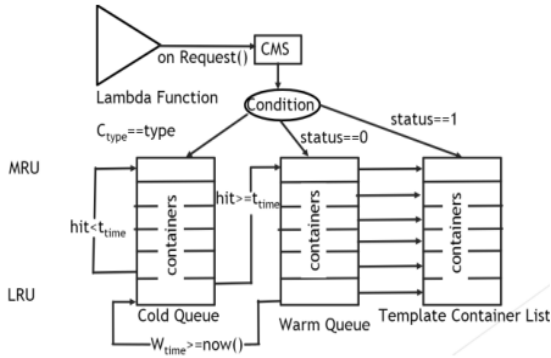 on Request()
CMS
Lambda Function
Condition
C_type==type
status==0
status==1
MRU
hit<t_time
containers
hit>=t_time
containers
containers
LRU
Cold Queue
Warm Queue
Template Container List
W_time>=now()